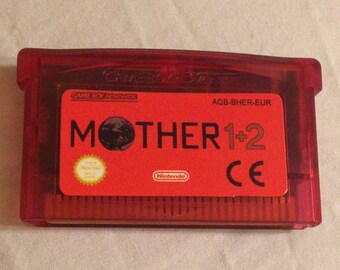 GAME BOY ADVANCE
GAME BOY ADVANCE
AGB-BHER-EUR
MOTHER 1+2
Nintendo
CE